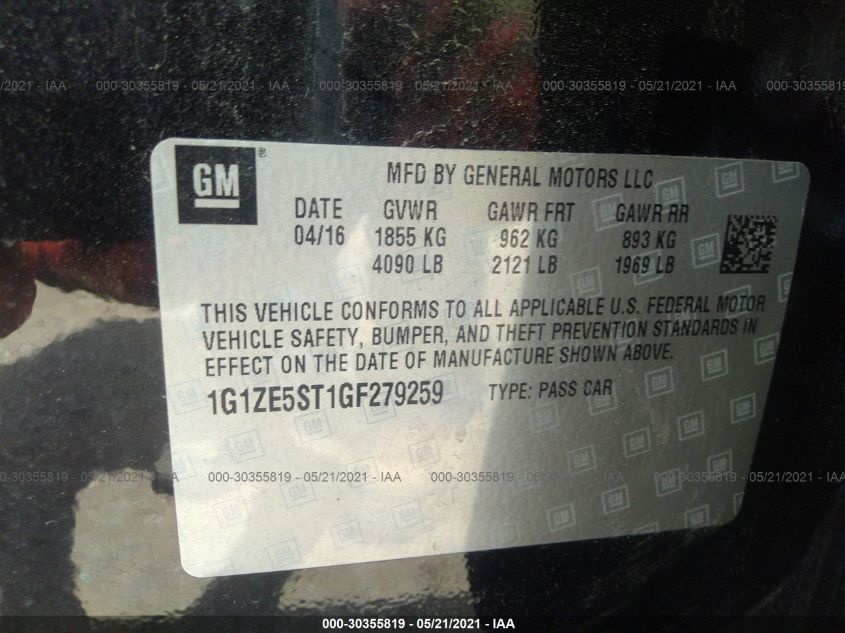 000-30355819 - 05/21/2021 - IAA
GM®
MFD BY GENERAL MOTORS LLC
DATE GVWR GAWR FRT GAWR RR
04/16 1855 KG 962 KG 893 KG
4090 LB 2121 LB 1969 LB
THIS VEHICLE CONFORMS TO ALL APPLICABLE U.S. FEDERAL MOTOR
VEHICLE SAFETY, BUMPER, AND THEFT PREVENTION STANDARDS IN
EFFECT ON THE DATE OF MANUFACTURE SHOWN ABOVE.
1G1ZE5ST1GF279259 TYPE: PASS CAR
000-30355819 - 05/21/2021 - IAA
000-30355819 - 05/21/2021 - IAA